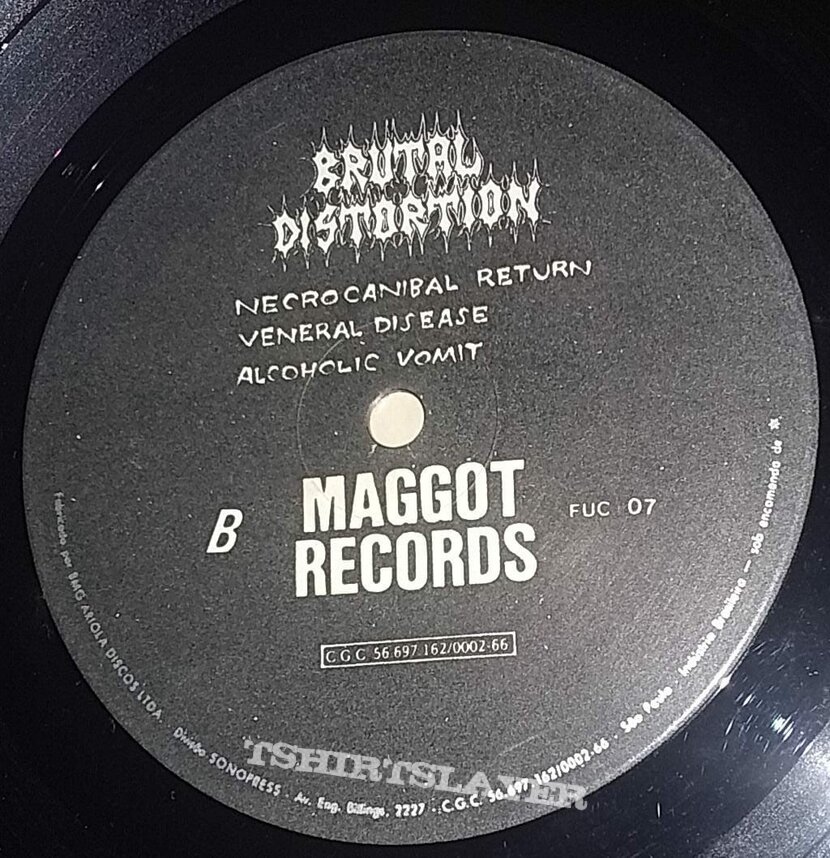 BRUTAL
DISTORTION
NECROCANIBAL RETURN
VENERAL DISEASE
ALCOHOLIC VOMIT
B
MAGGOT
RECORDS
FUC 07
C G C 56.697.162/0002-66
Fabricado por BMG ARIOLA DISCOS LTDA. Divisão SONOPRESS . Av. Eng. Billings, 2227 - C.G.C. 56.697.162/0002-66 . São Paulo Indústria Brasileira — sob encomenda de *
TSHIRTSLAYER